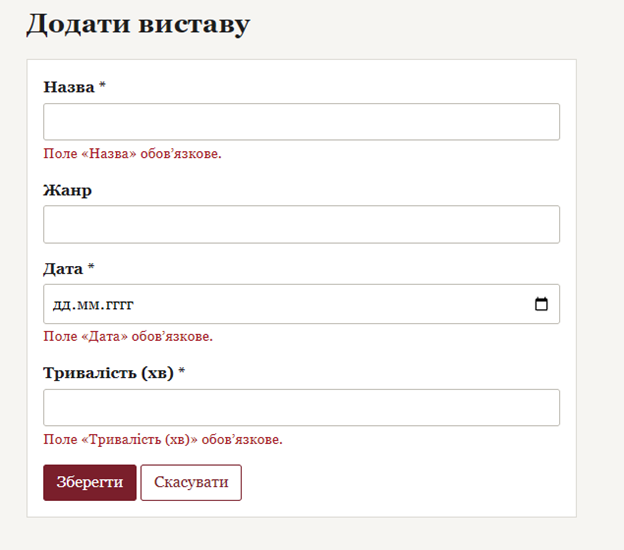 Додати виставу
Назва *
Поле «Назва» обов’язкове.
Жанр
Дата *
дд.мм.гггг
Поле «Дата» обов’язкове.
Тривалість (хв) *
Поле «Тривалість (хв)» обов’язкове.
Зберегти Скасувати